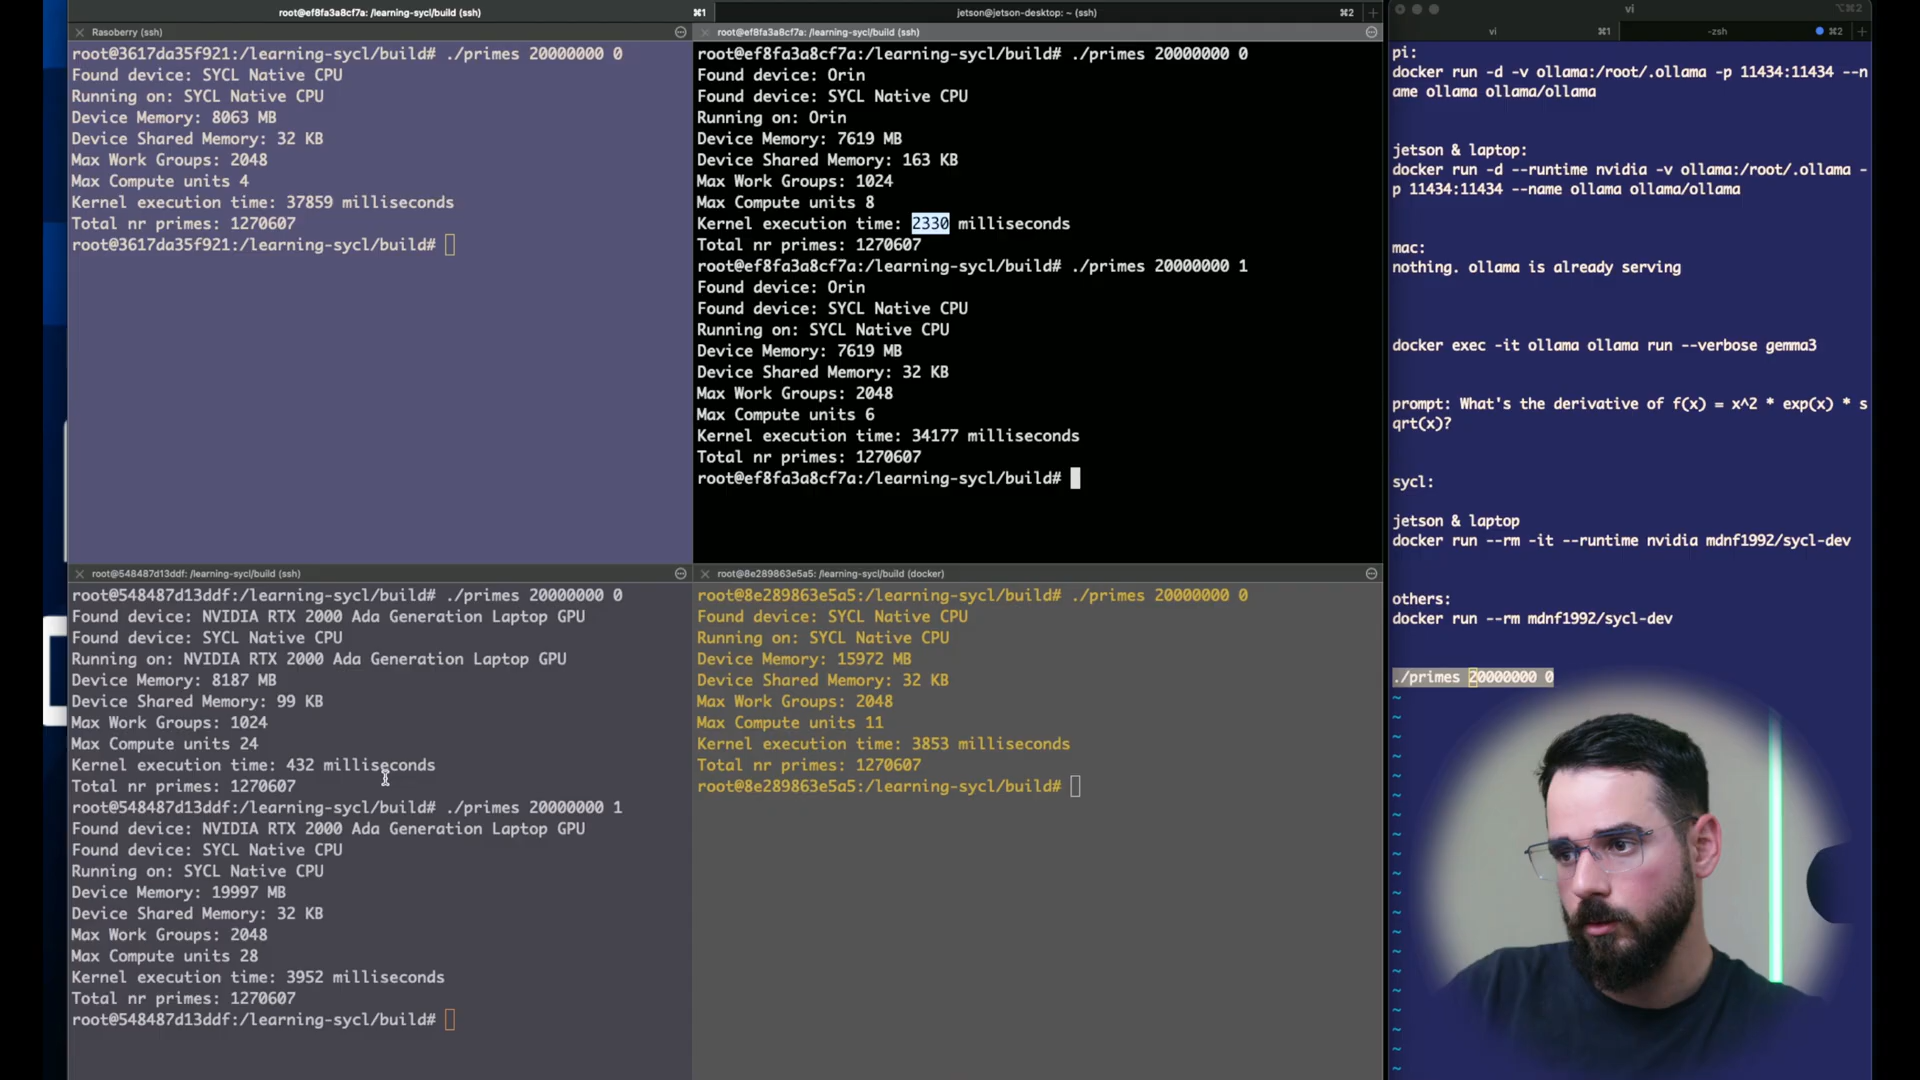 root@ef8fa3a8cf7a: /learning-sycl/build (ssh)
⌘1
jetson@jetson-desktop: ~ (ssh)
⌘2
Rasoberry (ssh)
root@3617da35f921:/learning-sycl/build# ./primes 20000000 0
Found device: SYCL Native CPU
Running on: SYCL Native CPU
Device Memory: 8063 MB
Device Shared Memory: 32 KB
Max Work Groups: 2048
Max Compute units 4
Kernel execution time: 37859 milliseconds
Total nr primes: 1270607
root@3617da35f921:/learning-sycl/build#
root@ef8fa3a8cf7a: /learning-sycl/build (ssh)
root@ef8fa3a8cf7a:/learning-sycl/build# ./primes 20000000 0
Found device: Orin
Found device: SYCL Native CPU
Running on: Orin
Device Memory: 7619 MB
Device Shared Memory: 163 KB
Max Work Groups: 1024
Max Compute units 8
Kernel execution time: 2330 milliseconds
Total nr primes: 1270607
root@ef8fa3a8cf7a:/learning-sycl/build# ./primes 20000000 1
Found device: Orin
Found device: SYCL Native CPU
Running on: SYCL Native CPU
Device Memory: 7619 MB
Device Shared Memory: 32 KB
Max Work Groups: 2048
Max Compute units 6
Kernel execution time: 34177 milliseconds
Total nr primes: 1270607
root@ef8fa3a8cf7a:/learning-sycl/build#
root@548487d13ddf: /learning-sycl/build (ssh)
root@548487d13ddf:/learning-sycl/build# ./primes 20000000 0
Found device: NVIDIA RTX 2000 Ada Generation Laptop GPU
Found device: SYCL Native CPU
Running on: NVIDIA RTX 2000 Ada Generation Laptop GPU
Device Memory: 8187 MB
Device Shared Memory: 99 KB
Max Work Groups: 1024
Max Compute units 24
Kernel execution time: 432 milliseconds
Total nr primes: 1270607
root@548487d13ddf:/learning-sycl/build# ./primes 20000000 1
Found device: NVIDIA RTX 2000 Ada Generation Laptop GPU
Found device: SYCL Native CPU
Running on: SYCL Native CPU
Device Memory: 19997 MB
Device Shared Memory: 32 KB
Max Work Groups: 2048
Max Compute units 28
Kernel execution time: 3952 milliseconds
Total nr primes: 1270607
root@548487d13ddf:/learning-sycl/build#
root@8e289863e5a5: /learning-sycl/build (docker)
root@8e289863e5a5:/learning-sycl/build# ./primes 20000000 0
Found device: SYCL Native CPU
Running on: SYCL Native CPU
Device Memory: 15972 MB
Device Shared Memory: 32 KB
Max Work Groups: 2048
Max Compute units 11
Kernel execution time: 3853 milliseconds
Total nr primes: 1270607
root@8e289863e5a5:/learning-sycl/build#
vi
⌥⌘2
vi
⌘1
-zsh
⌘2
pi:
docker run -d -v ollama:/root/.ollama -p 11434:11434 --n
ame ollama ollama/ollama
jetson & laptop:
docker run -d --runtime nvidia -v ollama:/root/.ollama -
p 11434:11434 --name ollama ollama/ollama
mac:
nothing. ollama is already serving
docker exec -it ollama ollama run --verbose gemma3
prompt: What's the derivative of f(x) = x^2 * exp(x) * s
qrt(x)?
sycl:
jetson & laptop
docker run --rm -it --runtime nvidia mdnf1992/sycl-dev
others:
docker run --rm mdnf1992/sycl-dev
./primes 20000000 0